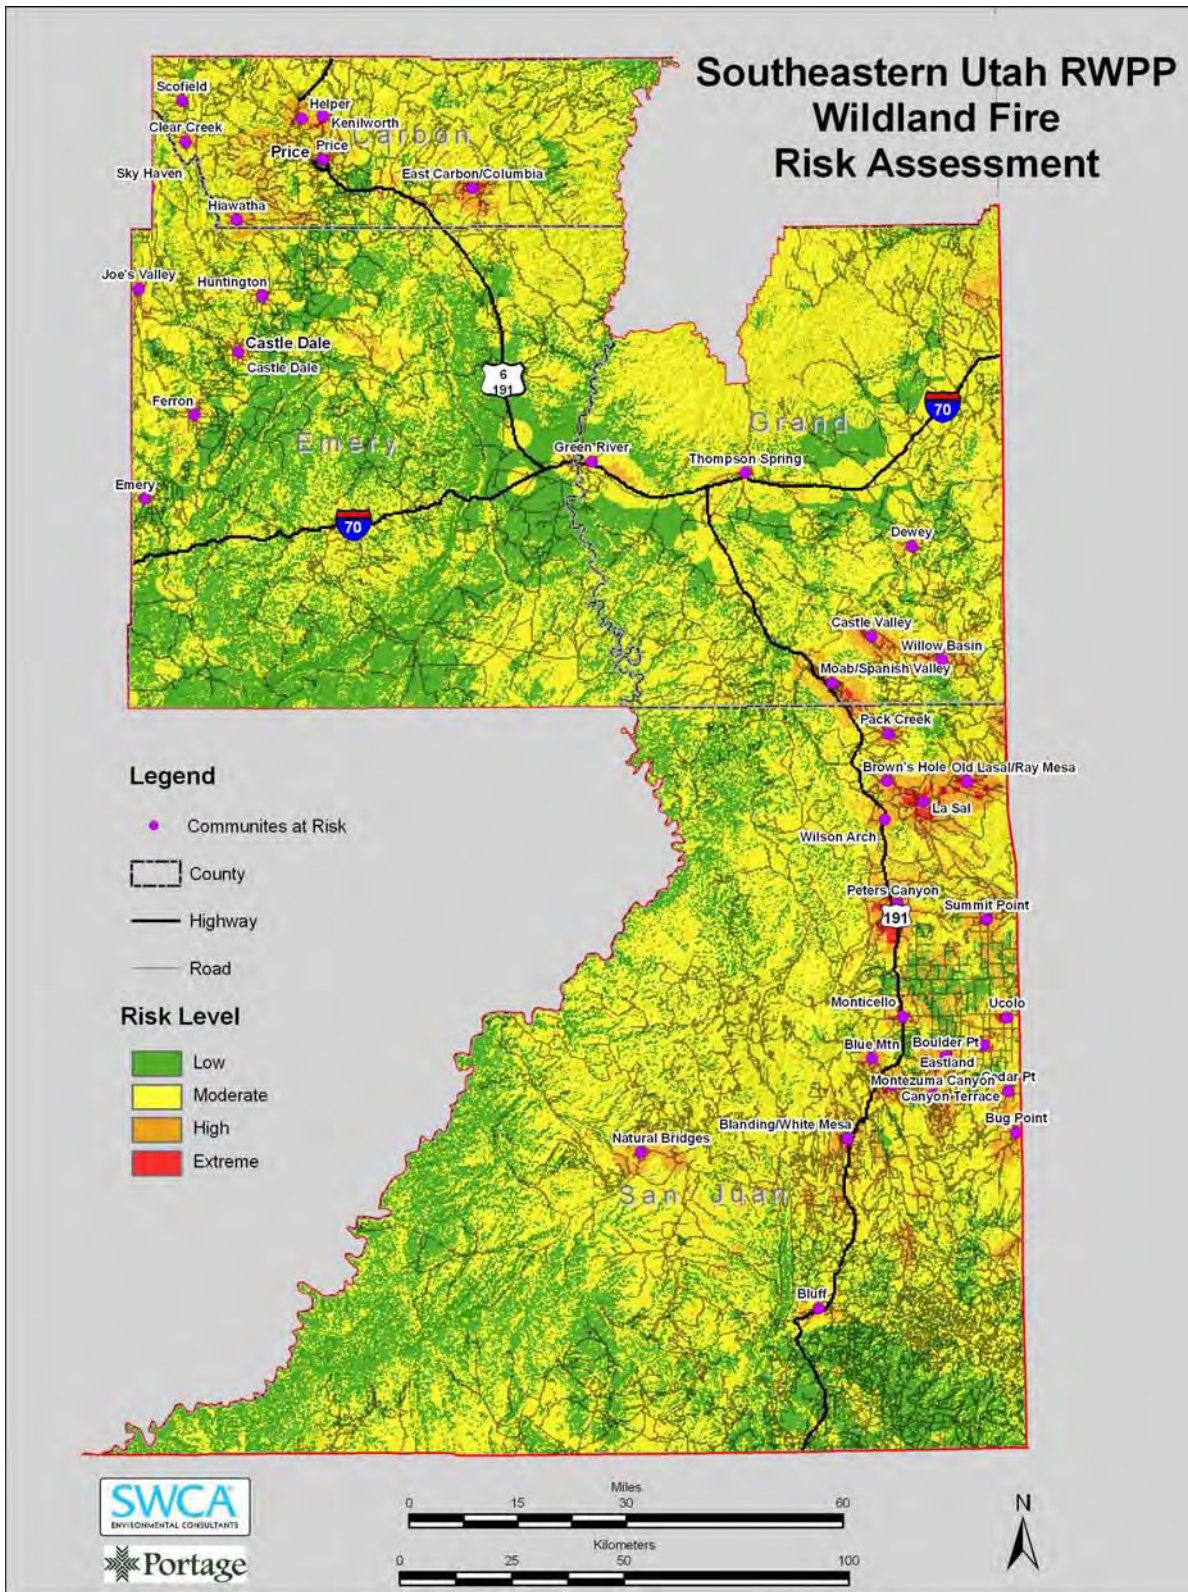 Southeastern Utah RWPP
Wildland Fire
Risk Assessment
Scofield
Helper
Kenilworth
Clear Creek
Carbon
Price
Price
Sky Haven
East Carbon/Columbia
Hiawatha
Joe's Valley
Huntington
Castle Dale
Castle Dale
6
191
Ferron
70
Grand
Emery
Green River
Thompson Spring
Emery
70
Dewey
Castle Valley
Willow Basin
Moab/Spanish Valley
Pack Creek
Brown's Hole
Old Lasal/Ray Mesa
La Sal
Wilson Arch
Peters Canyon
191
Summit Point
Monticello
Ucolo
Blue Mtn
Boulder Pt
Eastland
Montezuma Canyon
Cedar Pt
Canyon Terrace
Bug Point
Blanding/White Mesa
Natural Bridges
San Juan
Bluff
Legend
Communites at Risk
County
Highway
Road
Risk Level
Low
Moderate
High
Extreme
SWCA
ENVIRONMENTAL CONSULTANTS
Portage
Miles
0 15 30 60
Kilometers
0 25 50 100
N